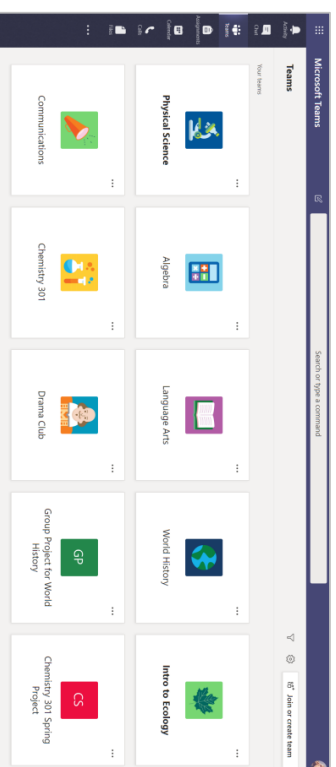 Microsoft Teams
Search or type a command
Activity
Chat
Teams
Assignments
Calendar
Calls
Files
Teams
Join or create team
Your teams
Physical Science
Algebra
Language Arts
World History
Intro to Ecology
Communications
Chemistry 301
Drama Club
GP
Group Project for World
History
CS
Chemistry 301 Spring
Project